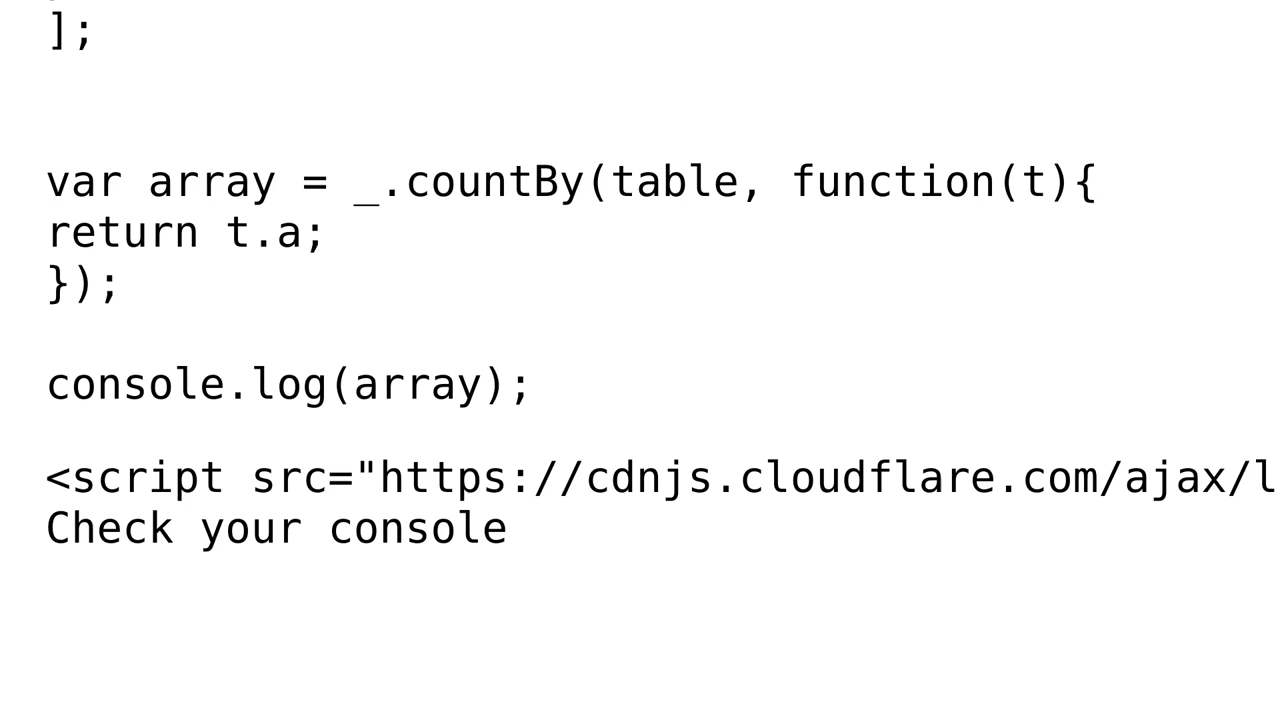 ];
var array = _.countBy(table, function(t){
return t.a;
});
console.log(array);
<script src="https://cdnjs.cloudflare.com/ajax/l
Check your console